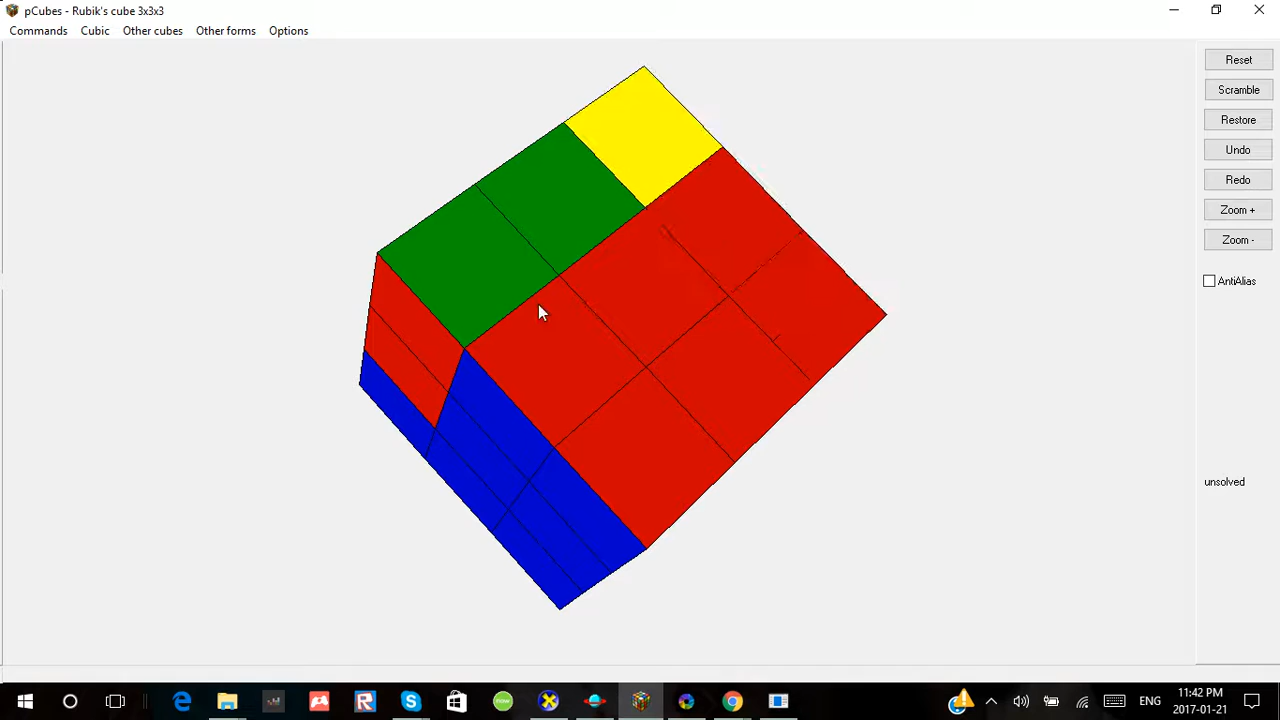 pCubes - Rubik's cube 3x3x3
Commands Cubic Other cubes Other forms Options
Reset
Scramble
Restore
Undo
Redo
Zoom +
Zoom -
AntiAlias
unsolved
now
ENG
11:42 PM
2017-01-21